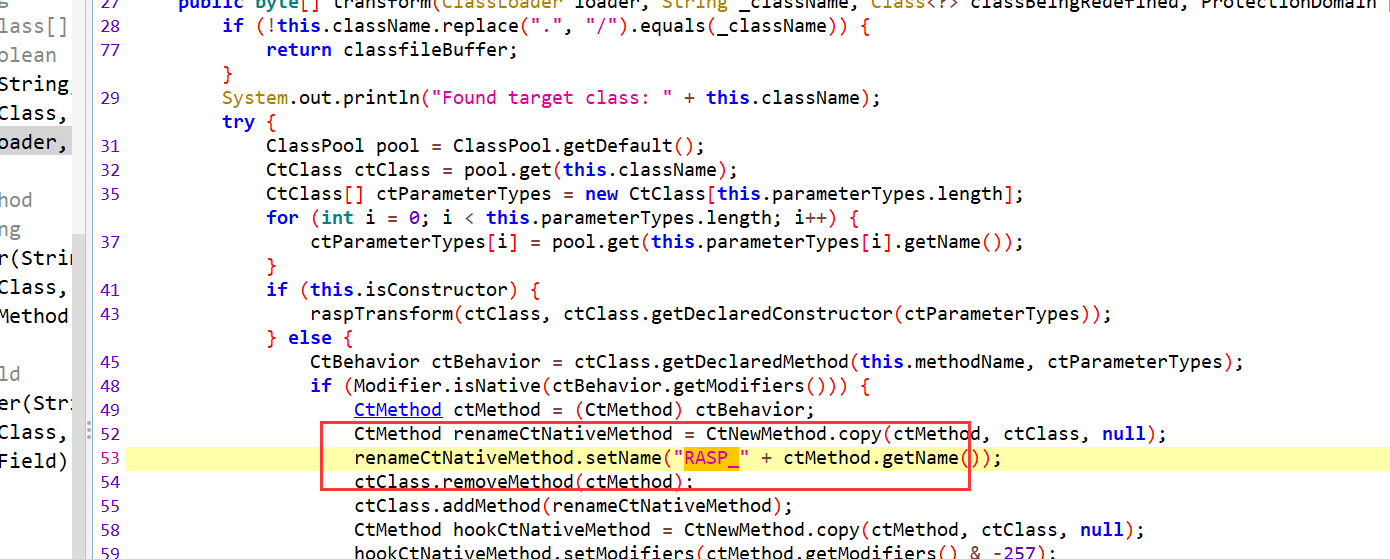 27 public byte[] transform(ClassLoader loader, String _className, Class<?> classBeingRedefined, ProtectionDomain
lass[]
28 if (!this.className.replace(".", "/").equals(_className)) {
olean
77 return classfileBuffer;
String,
}
Class,
29 System.out.println("Found target class: " + this.className);
try {
oader,
31 ClassPool pool = ClassPool.getDefault();
32 CtClass ctClass = pool.get(this.className);
hod
35 CtClass[] ctParameterTypes = new CtClass[this.parameterTypes.length];
ng
for (int i = 0; i < this.parameterTypes.length; i++) {
r(Strin
37 ctParameterTypes[i] = pool.get(this.parameterTypes[i].getName());
}
Class,
41 if (this.isConstructor) {
Method
43 raspTransform(ctClass, ctClass.getDeclaredConstructor(ctParameterTypes));
} else {
45 CtBehavior ctBehavior = ctClass.getDeclaredMethod(this.methodName, ctParameterTypes);
ld
48 if (Modifier.isNative(ctBehavior.getModifiers())) {
er(Stri
49 CtMethod ctMethod = (CtMethod) ctBehavior;
Class,
52 CtMethod renameCtNativeMethod = CtNewMethod.copy(ctMethod, ctClass, null);
Field)
53 renameCtNativeMethod.setName("RASP_" + ctMethod.getName());
54 ctClass.removeMethod(ctMethod);
55 ctClass.addMethod(renameCtNativeMethod);
58 CtMethod hookCtNativeMethod = CtNewMethod.copy(ctMethod, ctClass, null);
59 hookCtNativeMethod.setModifiers(ctMethod.getModifiers() & -257);